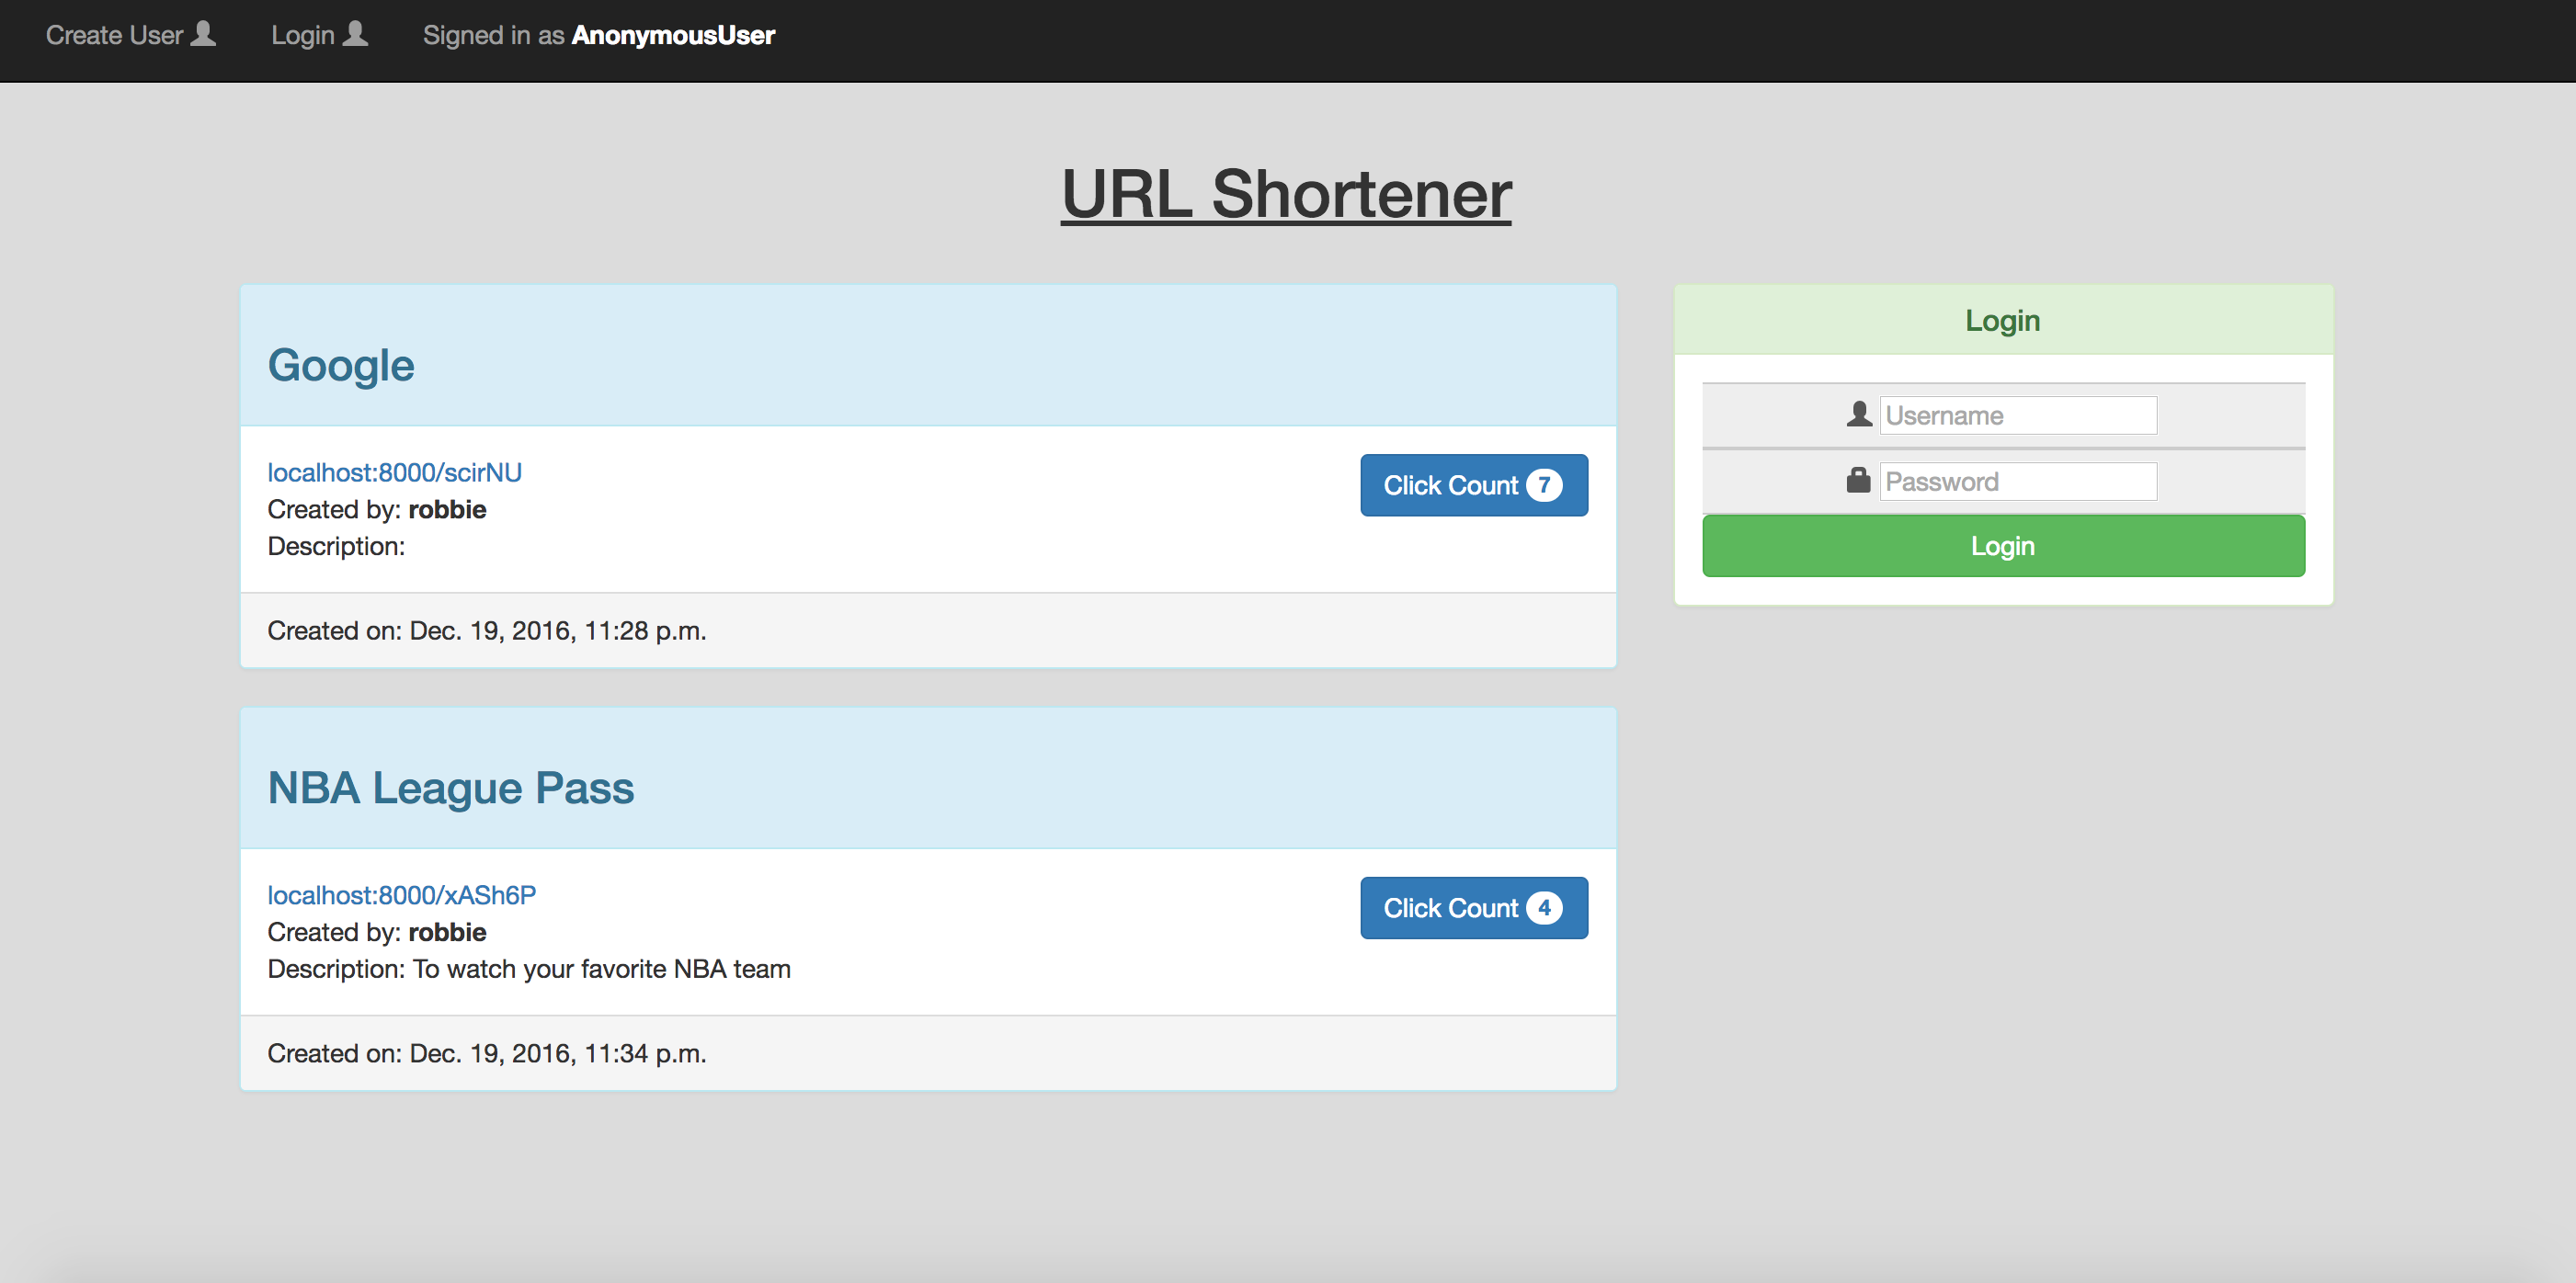 Create User Login Signed in as AnonymousUser
URL Shortener
Google
localhost:8000/scirNU
Click Count 7
Created by: robbie
Description:
Created on: Dec. 19, 2016, 11:28 p.m.
NBA League Pass
localhost:8000/xASh6P
Click Count 4
Created by: robbie
Description: To watch your favorite NBA team
Created on: Dec. 19, 2016, 11:34 p.m.
Login
Username
Password
Login